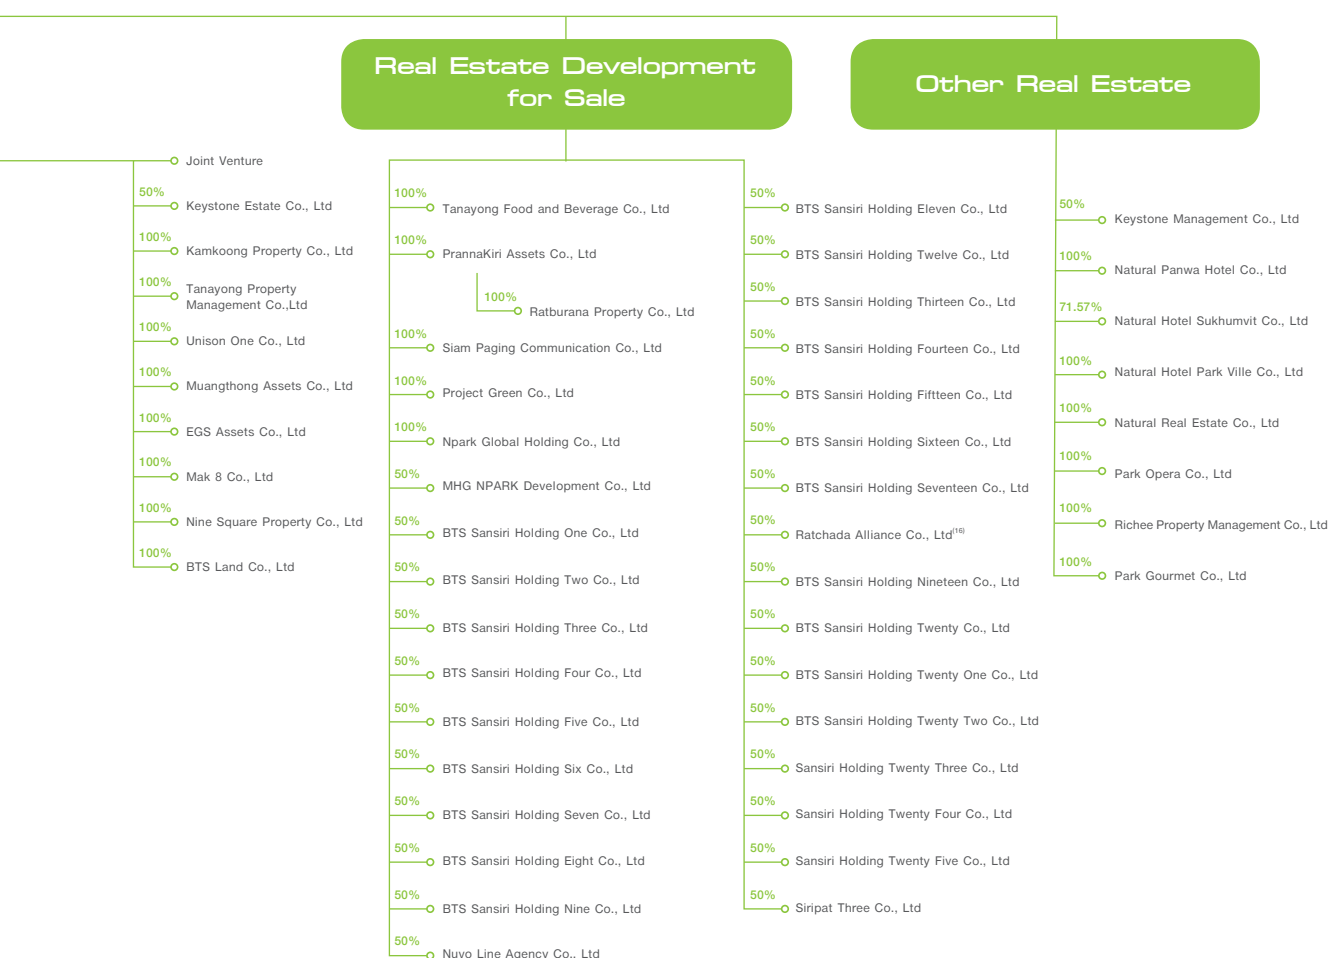 Real Estate Development
for Sale
Other Real Estate
Joint Venture
50%
Keystone Estate Co., Ltd
100%
Kamkoong Property Co., Ltd
100%
Tanayong Property
Management Co.,Ltd
100%
Unison One Co., Ltd
100%
Muangthong Assets Co., Ltd
100%
EGS Assets Co., Ltd
100%
Mak 8 Co., Ltd
100%
Nine Square Property Co., Ltd
100%
BTS Land Co., Ltd
100%
Tanayong Food and Beverage Co., Ltd
100%
PrannaKiri Assets Co., Ltd
100%
Ratburana Property Co., Ltd
100%
Siam Paging Communication Co., Ltd
100%
Project Green Co., Ltd
100%
Npark Global Holding Co., Ltd
50%
MHG NPARK Development Co., Ltd
50%
BTS Sansiri Holding One Co., Ltd
50%
BTS Sansiri Holding Two Co., Ltd
50%
BTS Sansiri Holding Three Co., Ltd
50%
BTS Sansiri Holding Four Co., Ltd
50%
BTS Sansiri Holding Five Co., Ltd
50%
BTS Sansiri Holding Six Co., Ltd
50%
BTS Sansiri Holding Seven Co., Ltd
50%
BTS Sansiri Holding Eight Co., Ltd
50%
BTS Sansiri Holding Nine Co., Ltd
50%
Nuvo Line Agency Co., Ltd
50%
BTS Sansiri Holding Eleven Co., Ltd
50%
BTS Sansiri Holding Twelve Co., Ltd
50%
BTS Sansiri Holding Thirteen Co., Ltd
50%
BTS Sansiri Holding Fourteen Co., Ltd
50%
BTS Sansiri Holding Fiftteen Co., Ltd
50%
BTS Sansiri Holding Sixteen Co., Ltd
50%
BTS Sansiri Holding Seventeen Co., Ltd
50%
Ratchada Alliance Co., Ltd(16)
50%
BTS Sansiri Holding Nineteen Co., Ltd
50%
BTS Sansiri Holding Twenty Co., Ltd
50%
BTS Sansiri Holding Twenty One Co., Ltd
50%
BTS Sansiri Holding Twenty Two Co., Ltd
50%
Sansiri Holding Twenty Three Co., Ltd
50%
Sansiri Holding Twenty Four Co., Ltd
50%
Sansiri Holding Twenty Five Co., Ltd
50%
Siripat Three Co., Ltd
50%
Keystone Management Co., Ltd
100%
Natural Panwa Hotel Co., Ltd
71.57%
Natural Hotel Sukhumvit Co., Ltd
100%
Natural Hotel Park Ville Co., Ltd
100%
Natural Real Estate Co., Ltd
100%
Park Opera Co., Ltd
100%
Richee Property Management Co., Ltd
100%
Park Gourmet Co., Ltd